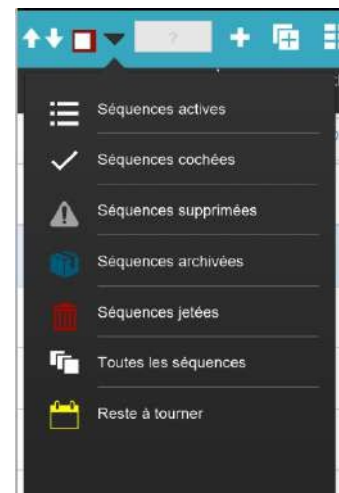 ?
Séquences actives
Séquences cochées
Séquences supprimées
Séquences archivées
Séquences jetées
Toutes les séquences
Reste à tourner